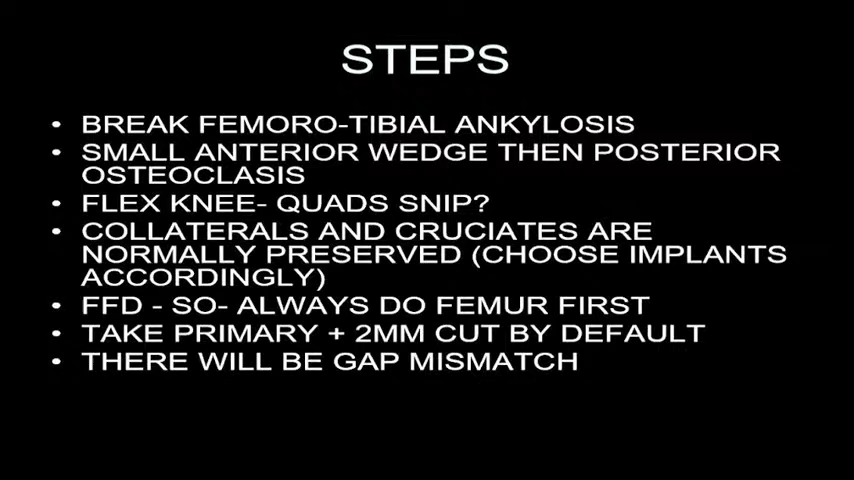 STEPS
• BREAK FEMORO-TIBIAL ANKYLOSIS
• SMALL ANTERIOR WEDGE THEN POSTERIOR
OSTEOCLASIS
• FLEX KNEE- QUADS SNIP?
• COLLATERALS AND CRUCIATES ARE
NORMALLY PRESERVED (CHOOSE IMPLANTS
ACCORDINGLY)
• FFD - SO- ALWAYS DO FEMUR FIRST
• TAKE PRIMARY + 2MM CUT BY DEFAULT
• THERE WILL BE GAP MISMATCH